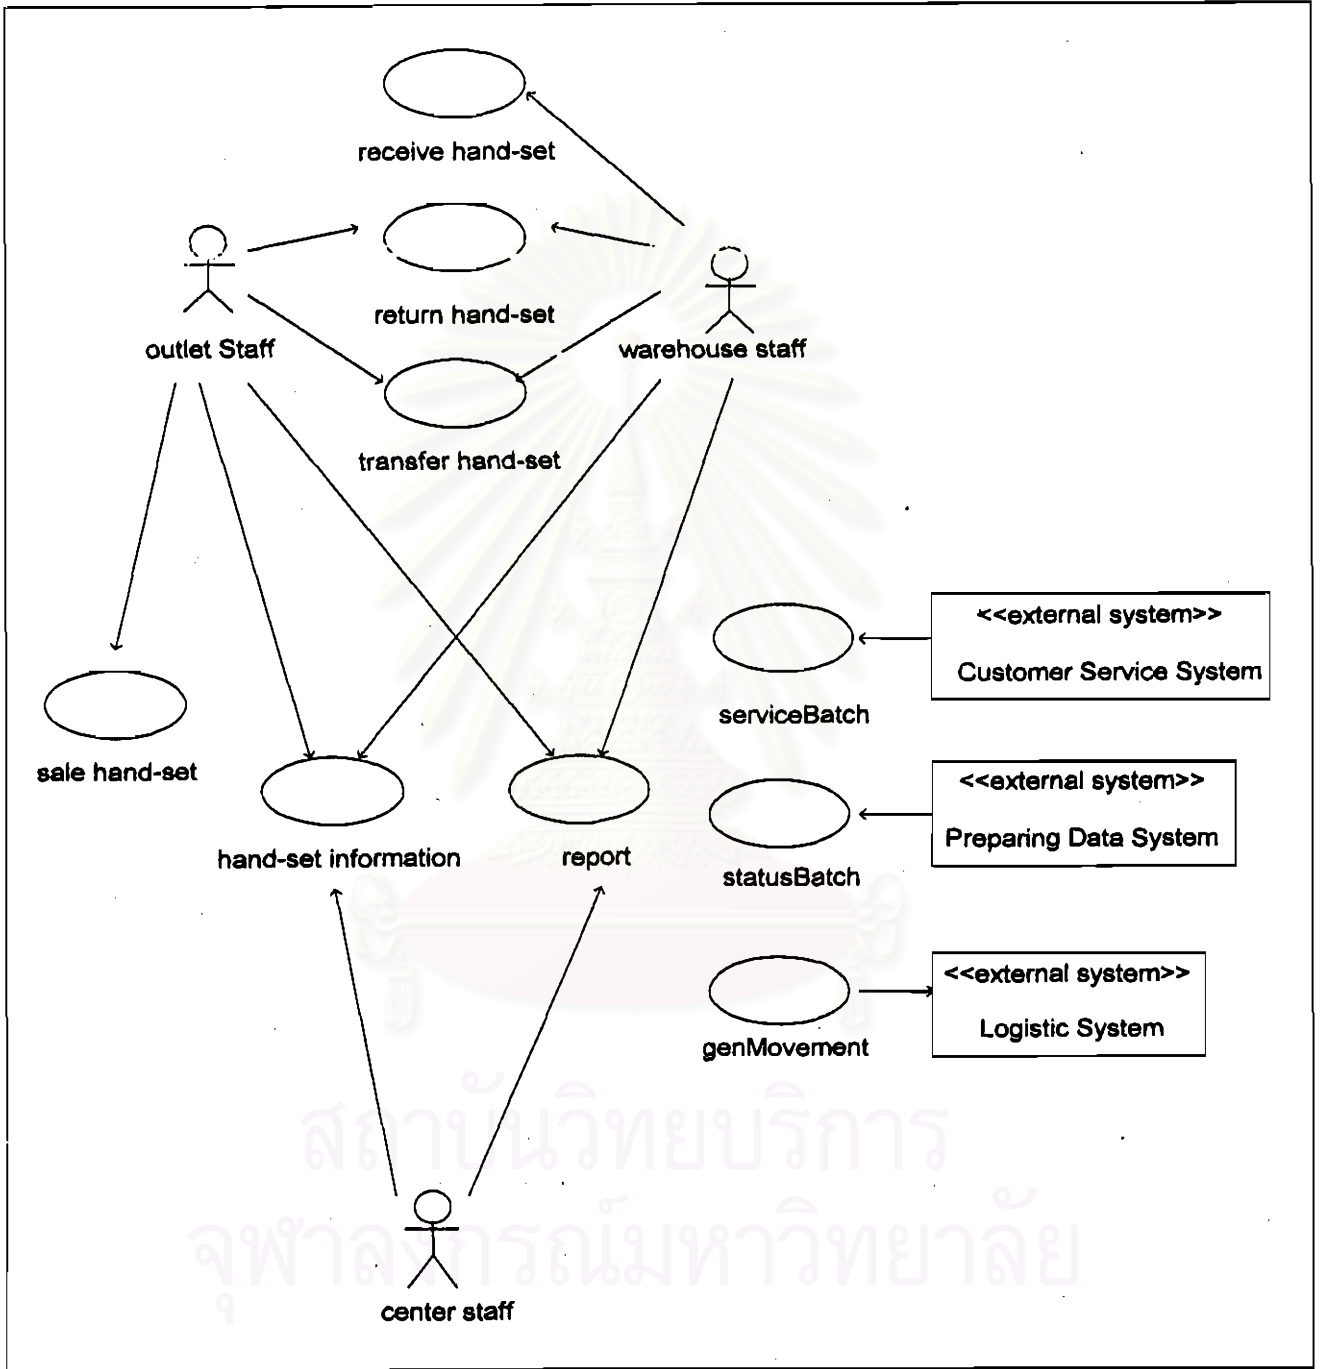 receive hand-set
return hand-set
outlet Staff
warehouse staff
transfer hand-set
<<external system>>
Customer Service System
serviceBatch
sale hand-set
<<external system>>
Preparing Data System
hand-set information
report
statusBatch
<<external system>>
Logistic System
genMovement
สถาบันวิทยบริการ
จุฬาลงกรณ์มหาวิทยาลัย
center staff